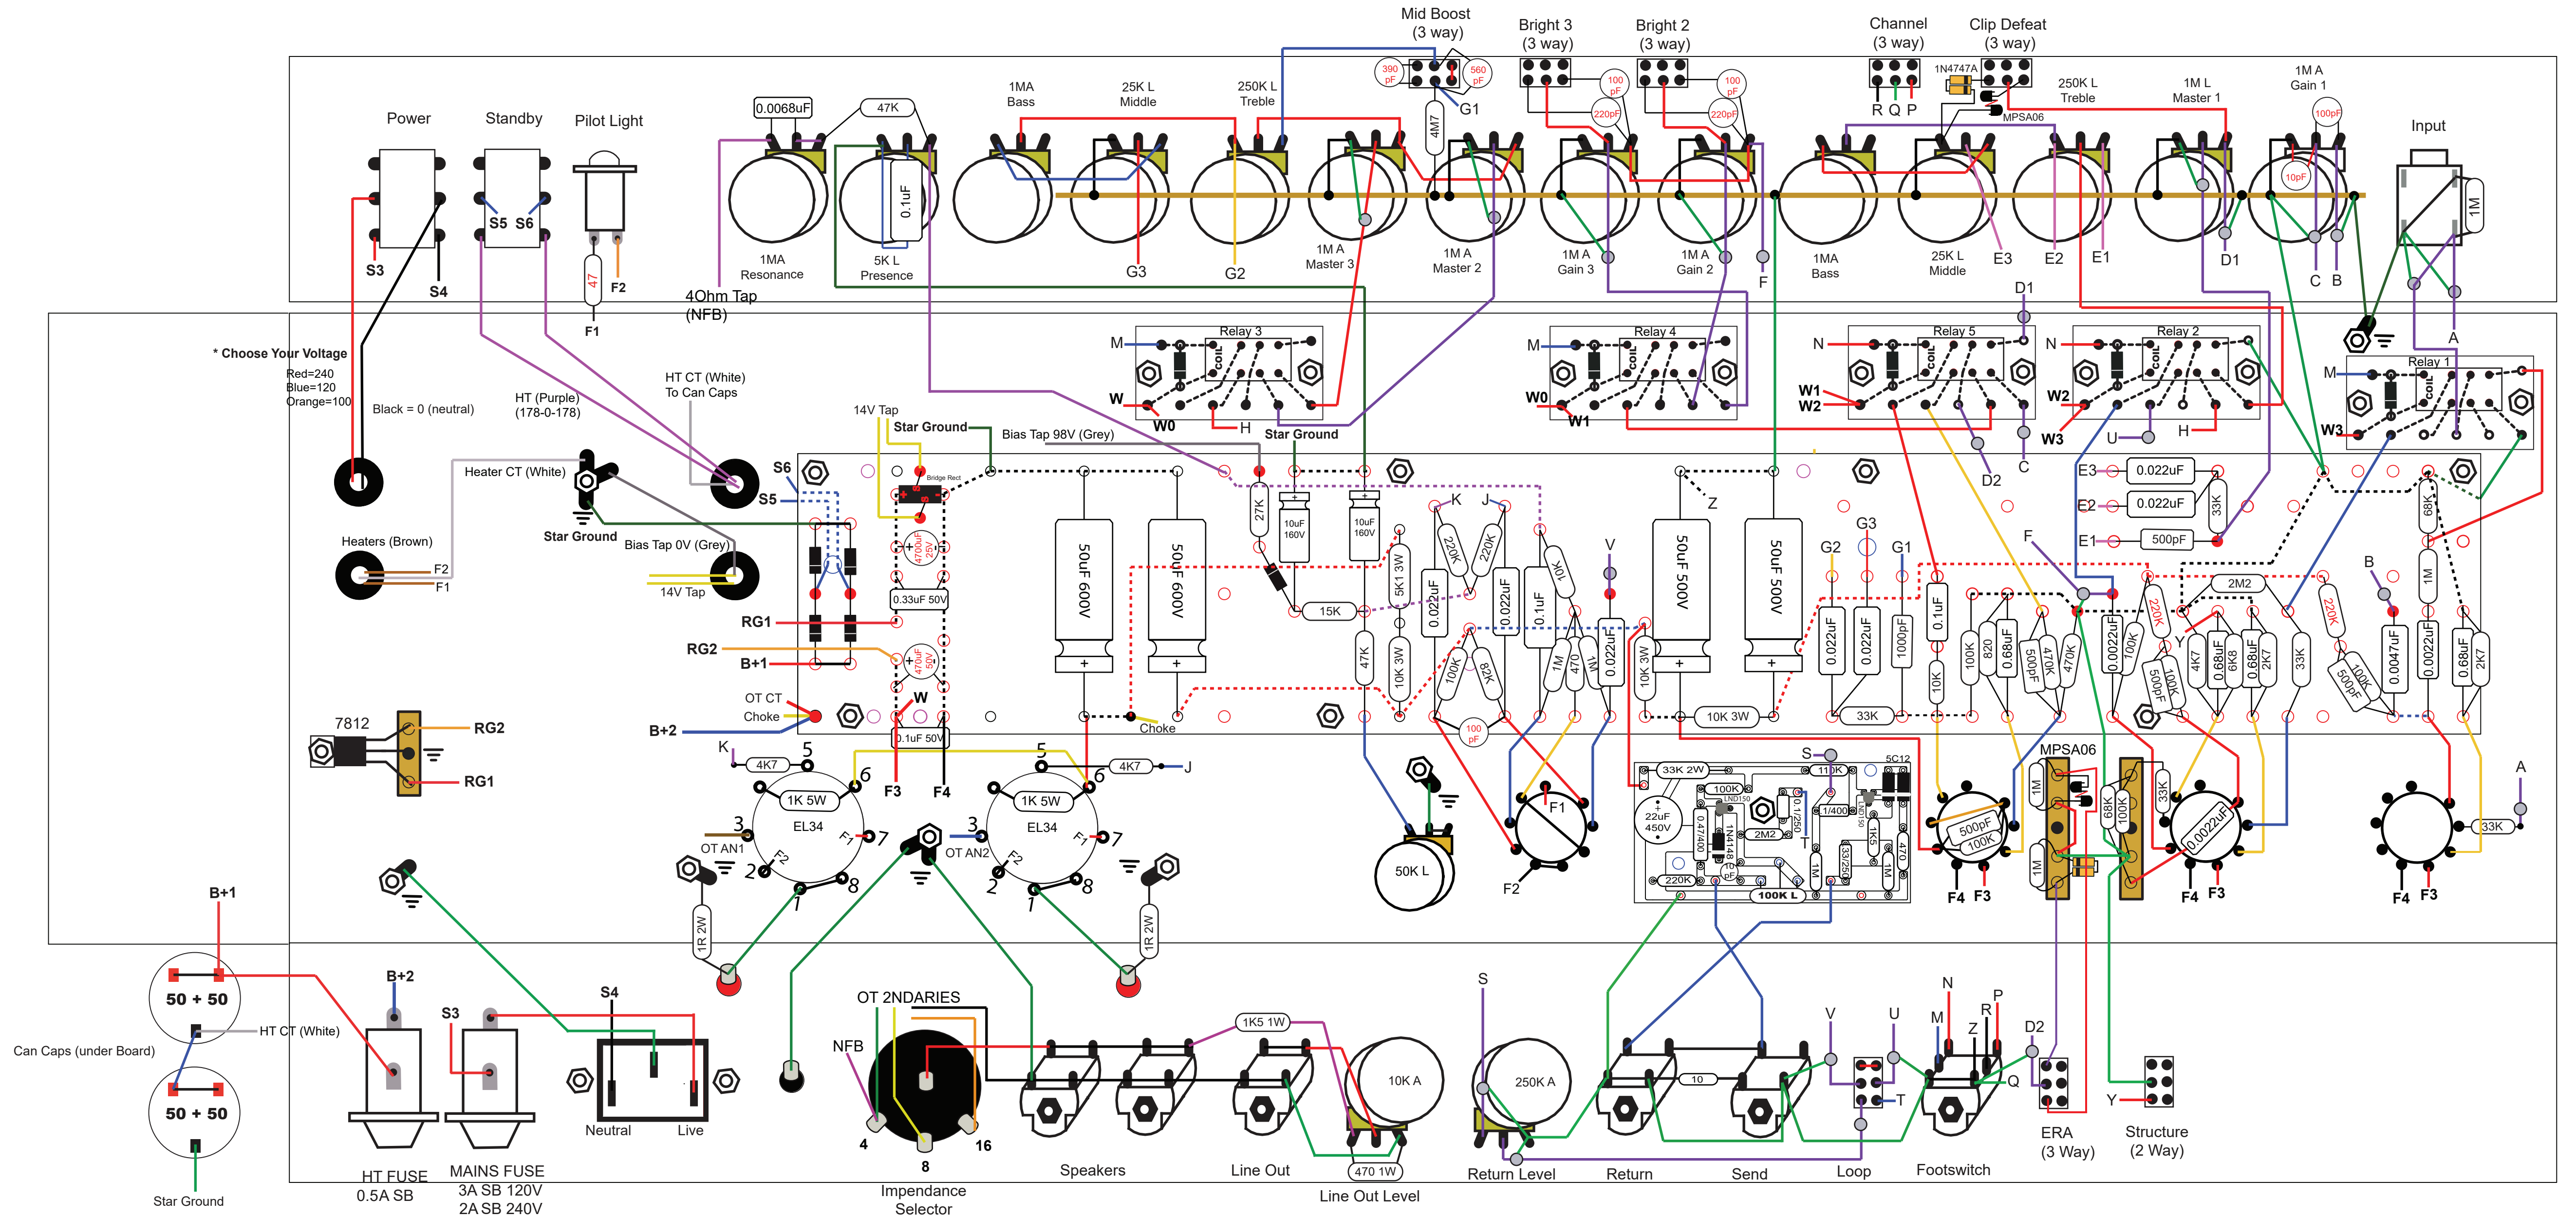 Mid Boost
(3 way)
Bright 3
(3 way)
Bright 2
(3 way)
Channel
(3 way)
Clip Defeat
(3 way)
390
pF
560
pF
G1
4M7
100
pF
220pF
100
pF
220pF
R Q P
1N4747A
MPSA06
Power
Standby
Pilot Light
0.0068uF
47K
1MA
Bass
25K L
Middle
250K L
Treble
250K L
Treble
1M L
Master 1
1M A
Gain 1
100pF
10pF
Input
1M
S5 S6
S3
S4
47
F2
F1
0.1uF
1MA
Resonance
5K L
Presence
4Ohm Tap
(NFB)
G3
G2
1M A
Master 3
1M A
Master 2
1M A
Gain 3
1M A
Gain 2
F
1MA
Bass
25K L
Middle
E3
E2
E1
D1
C B
A
D1
* Choose Your Voltage
Red=240
Blue=120
Orange=100
Black = 0 (neutral)
HT (Purple)
(178-0-178)
HT CT (White)
To Can Caps
Relay 3
COIL
M
W
W0
H
Relay 4
COIL
M
W0
W1
Relay 5
COIL
N
W1
W2
D2
C
Relay 2
COIL
N
W2
W3
U
H
Relay 1
COIL
M
W3
14V Tap
Star Ground
Bias Tap 98V (Grey)
Star Ground
Heater CT (White)
Star Ground
Bias Tap 0V (Grey)
Heaters (Brown)
F2
F1
14V Tap
S6
S5
Bridge Rect
4700uF
25V
0.33uF 50V
RG1
RG2
B+1
470uF
50V
OT CT
Choke
B+2
W
0.1uF 50V
F3
F4
50uF 600V
50uF 600V
Choke
27K
10uF
160V
10uF
160V
15K
47K
5K1 3W
10K 3W
K
J
220K
220K
0.022uF
0.022uF
100K
82K
100
pF
10K
0.1uF
1M
470
1M
V
0.022uF
10K 3W
Z
50uF 500V
50uF 500V
10K 3W
G2
G3
G1
0.022uF
0.022uF
1000pF
33K
0.1uF
10K
100K
820
0.68uF
500pF
470K
470K
F
E3
0.022uF
E2
0.022uF
E1
500pF
33K
0.0022uF
100K
220K
500pF
100K
2M2
Y
4K7
0.68uF
6K8
0.68uF
2K7
33K
220K
500pF
100K
B
0.0047uF
68K
1M
0.0022uF
0.68uF
2K7
7812
RG2
RG1
K
4K7
5
6
1K 5W
EL34
3
OT AN1
F1
7
F2
2
1
8
5
4K7
J
6
1K 5W
EL34
3
OT AN2
F1
7
F2
2
1
8
1R 2W
1R 2W
50K L
F1
F2
33K 2W
22uF
450V
100K
LND150
0.47/400
1N4148
10
pF
2M2
0.1/250
T
S
110K
.1/400
LND150
5C12
1K5
470
1M
.33/250
1M
220K
100K L
500pF
100K
F4 F3
MPSA06
1M
1M
68K
100K
33K
0.0022uF
F4 F3
F4 F3
33K
A
B+1
50 + 50
HT CT (White)
Can Caps (under Board)
50 + 50
Star Ground
B+2
HT FUSE
0.5A SB
S3
MAINS FUSE
3A SB 120V
2A SB 240V
S4
Neutral
Live
OT 2NDARIES
NFB
4
8
16
Impendance
Selector
Speakers
1K5 1W
Line Out
10K A
470 1W
Line Out Level
S
250K A
Return Level
Return
10
Send
V
U
T
Loop
M
N
Z
R
P
D2
Q
Footswitch
ERA
(3 Way)
Y
Structure
(2 Way)